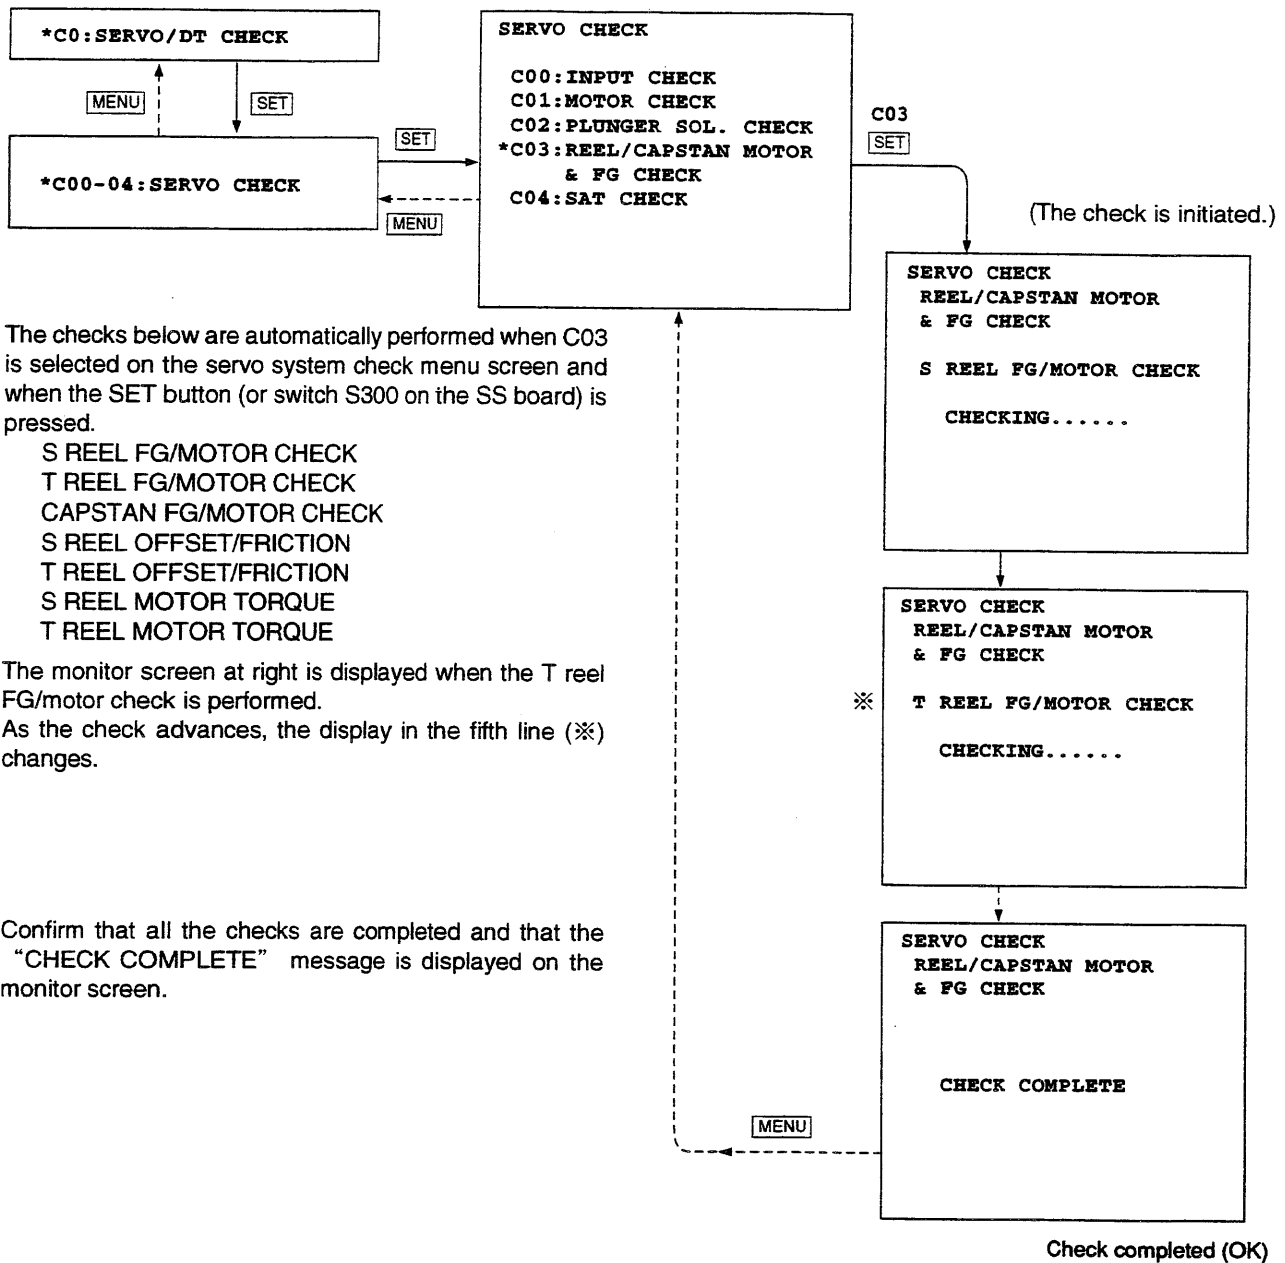 *C0:SERVO/DT CHECK
MENU
SET
*C00-04:SERVO CHECK
SET
MENU
SERVO CHECK
C00:INPUT CHECK
C01:MOTOR CHECK
C02:PLUNGER SOL. CHECK
*C03:REEL/CAPSTAN MOTOR
& FG CHECK
C04:SAT CHECK
C03
SET
(The check is initiated.)
SERVO CHECK
REEL/CAPSTAN MOTOR
& FG CHECK
S REEL FG/MOTOR CHECK
CHECKING......
The checks below are automatically performed when C03
is selected on the servo system check menu screen and
when the SET button (or switch S300 on the SS board) is
pressed.
S REEL FG/MOTOR CHECK
T REEL FG/MOTOR CHECK
CAPSTAN FG/MOTOR CHECK
S REEL OFFSET/FRICTION
T REEL OFFSET/FRICTION
S REEL MOTOR TORQUE
T REEL MOTOR TORQUE
The monitor screen at right is displayed when the T reel
FG/motor check is performed.
As the check advances, the display in the fifth line (※)
changes.
SERVO CHECK
REEL/CAPSTAN MOTOR
& FG CHECK
※ T REEL FG/MOTOR CHECK
CHECKING......
Confirm that all the checks are completed and that the
“CHECK COMPLETE” message is displayed on the
monitor screen.
SERVO CHECK
REEL/CAPSTAN MOTOR
& FG CHECK
CHECK COMPLETE
MENU
Check completed (OK)